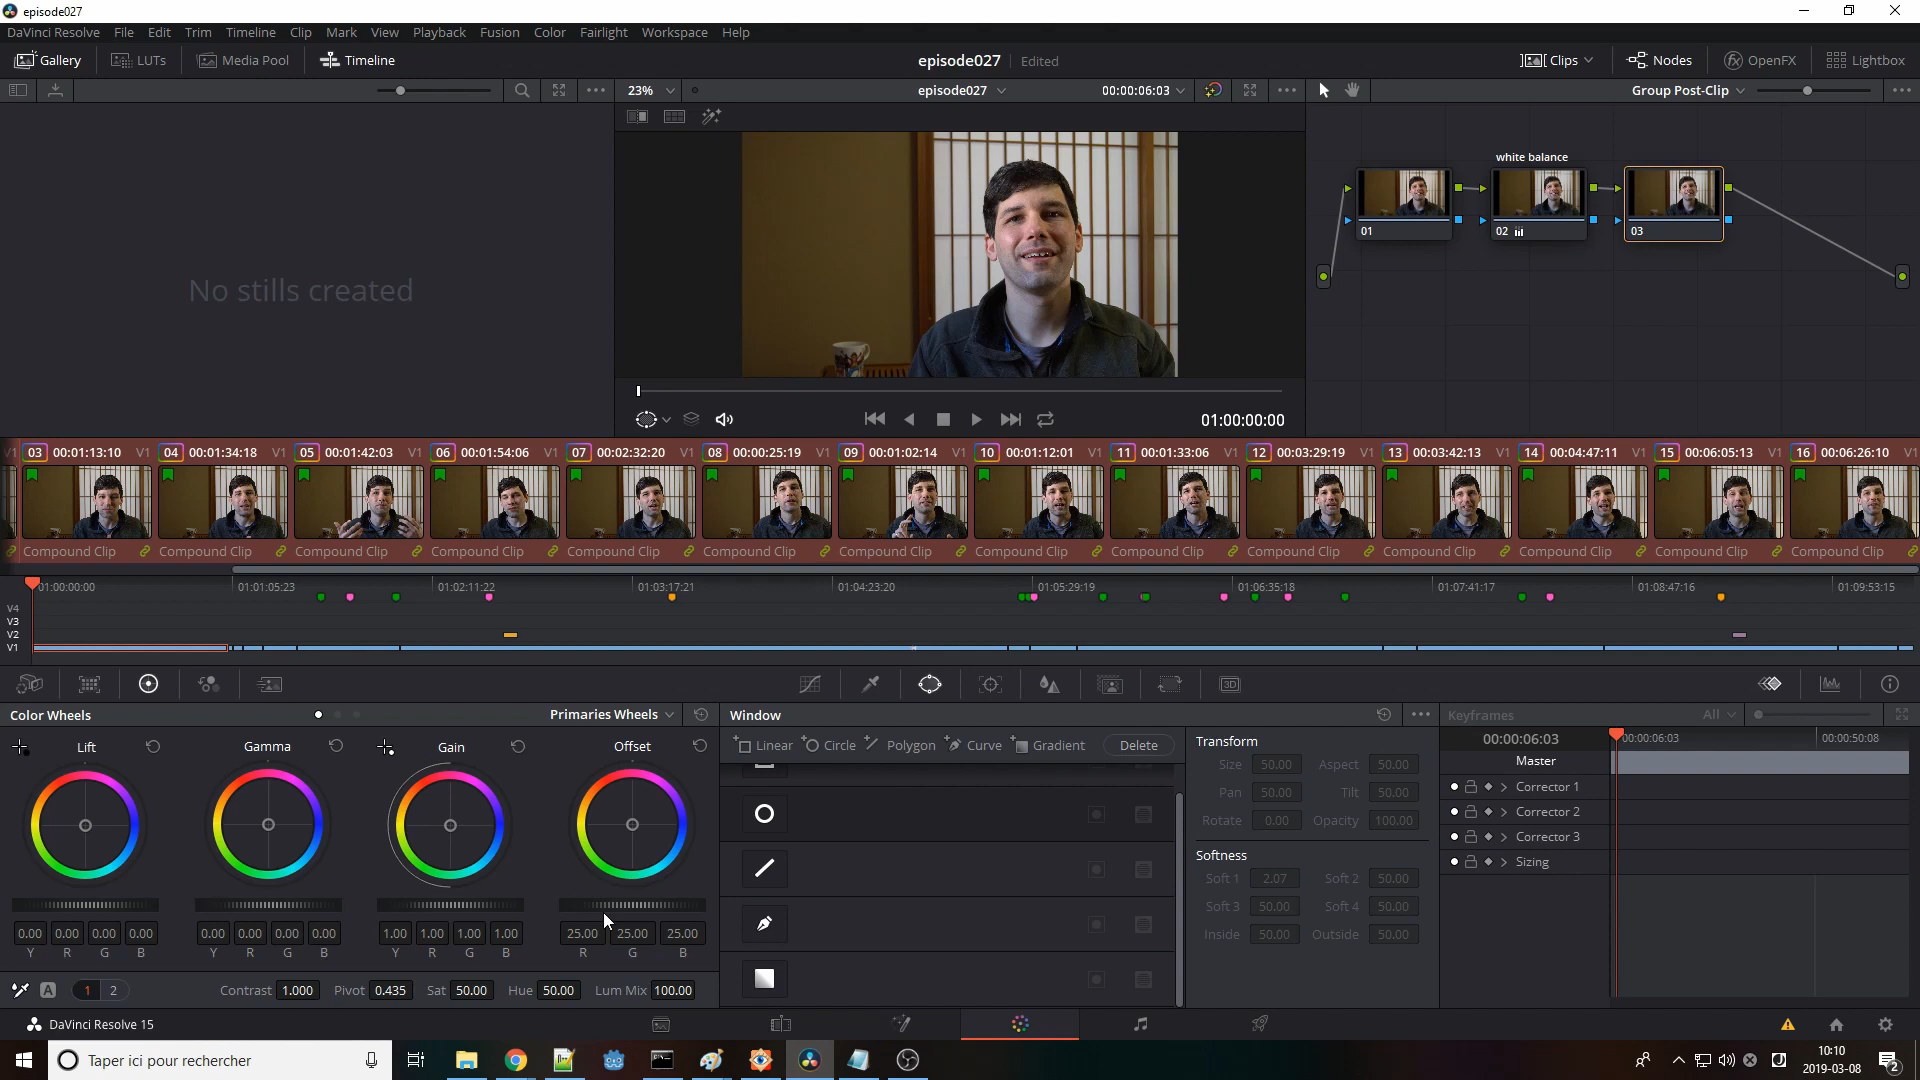 episode027
DaVinci Resolve File Edit Trim Timeline Clip Mark View Playback Fusion Color Fairlight Workspace Help
Gallery LUTs Media Pool Timeline episode027 Edited Clips Nodes OpenFX Lightbox
23% episode027 00:00:06:03 Group Post-Clip
white balance
01 02 03
No stills created
01:00:00:00
V1 03 00:01:13:10 V1 04 00:01:34:18 V1 05 00:01:42:03 V1 06 00:01:54:06 V1 07 00:02:32:20 V1 08 00:00:25:19 V1 09 00:01:02:14 V1 10 00:01:12:01 V1 11 00:01:33:06 V1 12 00:03:29:19 V1 13 00:03:42:13 V1 14 00:04:47:11 V1 15 00:06:05:13 V1 16 00:06:26:10 V1
Compound Clip Compound Clip Compound Clip Compound Clip Compound Clip Compound Clip Compound Clip Compound Clip Compound Clip Compound Clip Compound Clip Compound Clip Compound Clip Compound Clip
01:00:00:00 01:01:05:23 01:02:11:22 01:03:17:21 01:04:23:20 01:05:29:19 01:06:35:18 01:07:41:17 01:08:47:16 01:09:53:15
V4
V3
V2
V1
3D
Color Wheels Primaries Wheels Window Keyframes All
Lift Gamma Gain Offset
Linear Circle Polygon Curve Gradient Delete
Transform
Size 50.00 Aspect 50.00
Pan 50.00 Tilt 50.00
Rotate 0.00 Opacity 100.00
Softness
Soft 1 2.07 Soft 2 50.00
Soft 3 50.00 Soft 4 50.00
Inside 50.00 Outside 50.00
00:00:06:03 00:00:06:03 00:00:50:08
Master
Corrector 1
Corrector 2
Corrector 3
Sizing
0.00 0.00 0.00 0.00 0.00 0.00 0.00 0.00 1.00 1.00 1.00 1.00 25.00 25.00 25.00
Y R G B Y R G B Y R G B R G B
A 1 2 Contrast 1.000 Pivot 0.435 Sat 50.00 Hue 50.00 Lum Mix 100.00
DaVinci Resolve 15
Taper ici pour rechercher
10:10
2019-03-08
2